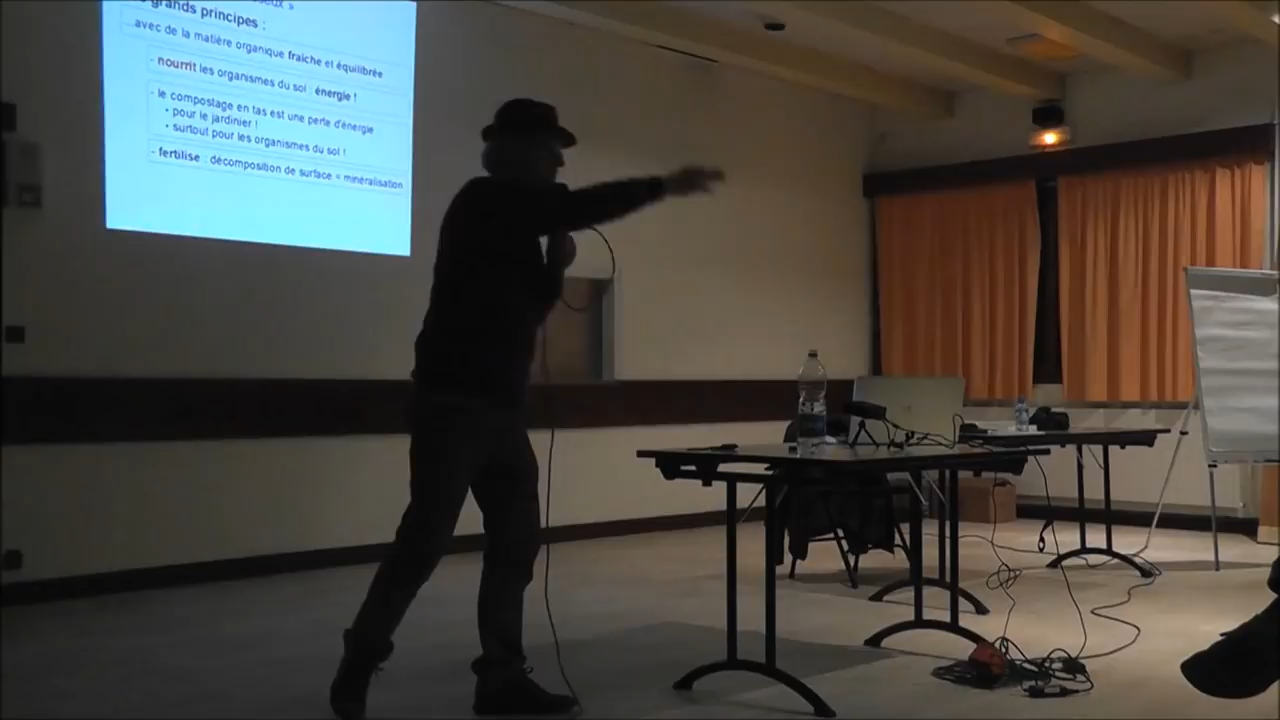 grands principes :
avec de la matière organique fraîche et équilibrée
- nourrit les organismes du sol : énergie !
- le compostage en tas est une perte d'énergie
• pour le jardinier !
• surtout pour les organismes du sol !
- fertilise : décomposition de surface = minéralisation